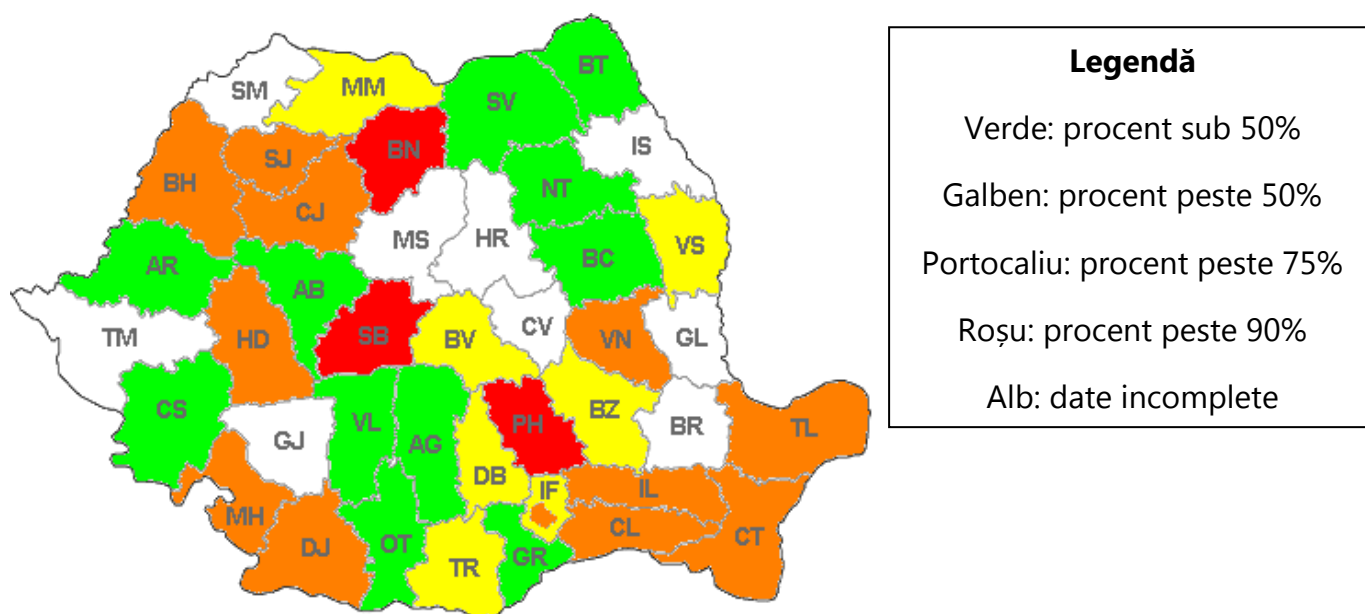 BT
SM
MM
SV
IS
BN
SJ
BH
NT
CJ
MS
HR
VS
BC
AR
AB
TM
HD
SB
BV
CV
VN
GL
CS
VL
AG
PH
BZ
BR
TL
GJ
DB
IF
IL
MH
DJ
OT
TR
GR
CL
CT
Legendă
Verde: procent sub 50%
Galben: procent peste 50%
Portocaliu: procent peste 75%
Roșu: procent peste 90%
Alb: date incomplete